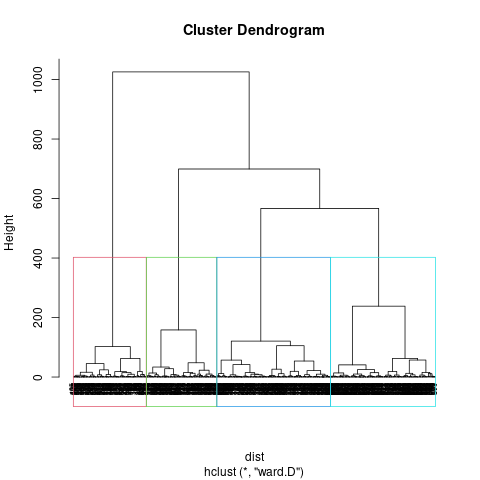 Cluster Dendrogram
Height
1000
800
600
400
200
0
dist
hclust (*, "ward.D")